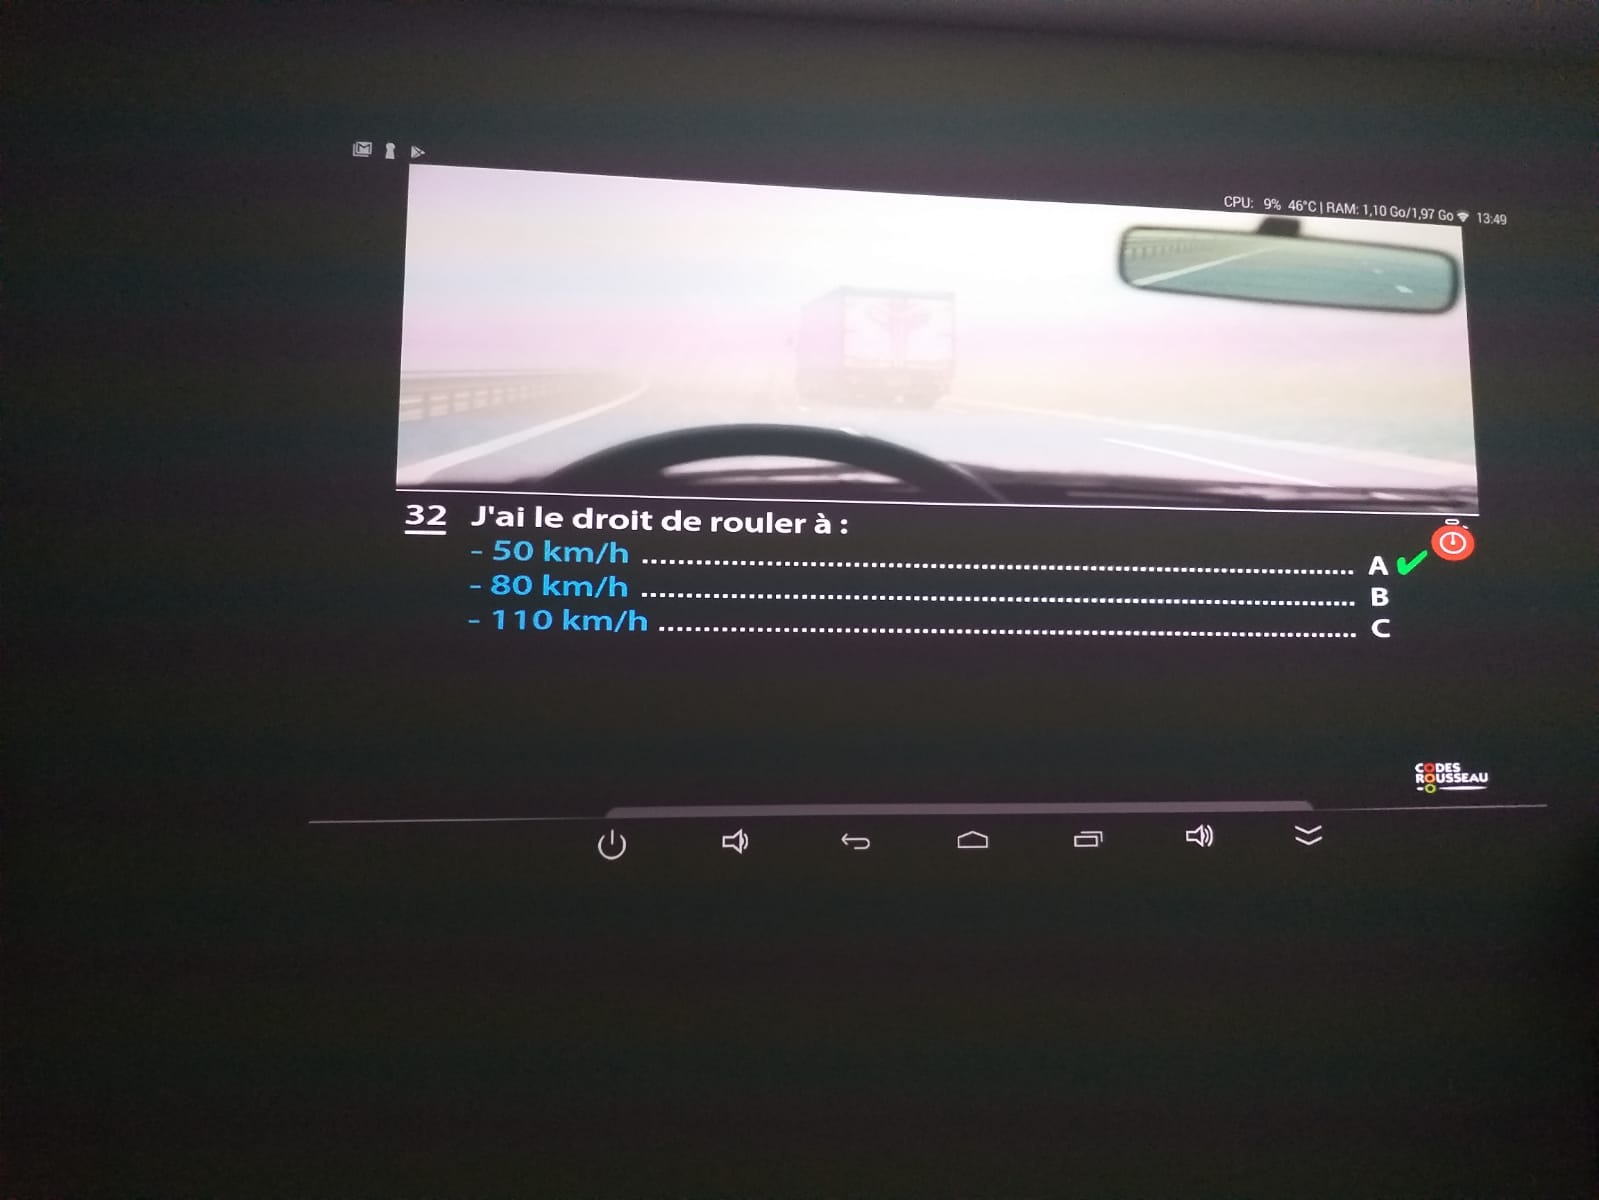 CPU: 9% 46°C | RAM: 1,10 Go/1,97 Go 13:49
32 J'ai le droit de rouler à :
- 50 km/h ........................ A
- 80 km/h ........................ B
- 110 km/h ........................ C
CODES
ROUSSEAU